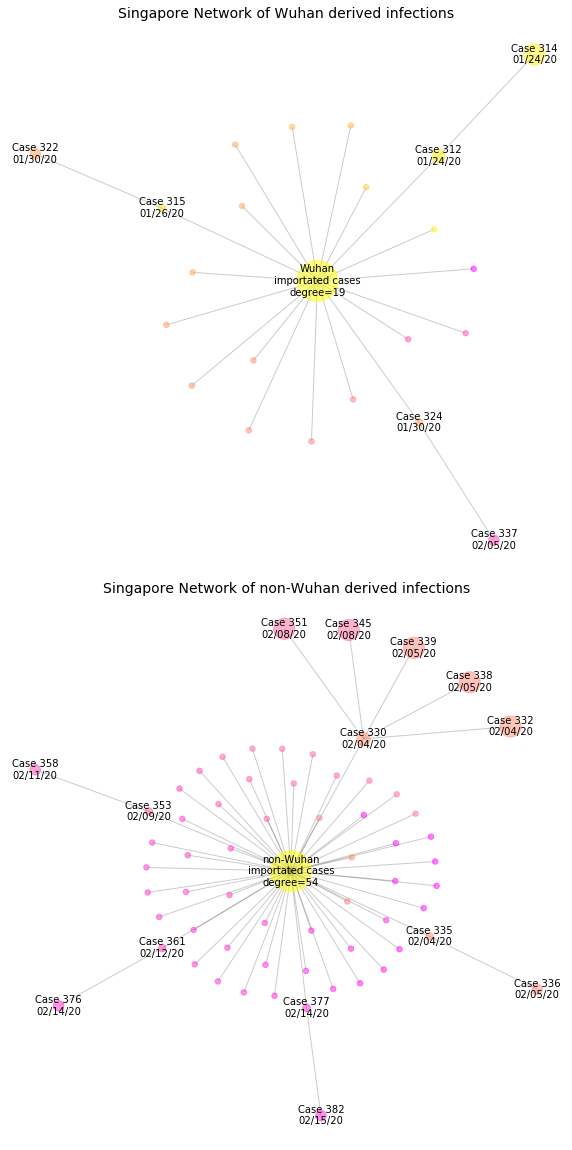 Singapore Network of Wuhan derived infections
Case 314
01/24/20
Case 312
01/24/20
Case 322
01/30/20
Case 315
01/26/20
Wuhan
importated cases
degree=19
Case 324
01/30/20
Case 337
02/05/20
Singapore Network of non-Wuhan derived infections
Case 351
02/08/20
Case 345
02/08/20
Case 339
02/05/20
Case 338
02/05/20
Case 332
02/04/20
Case 330
02/04/20
Case 358
02/11/20
Case 353
02/09/20
non-Wuhan
importated cases
degree=54
Case 335
02/04/20
Case 361
02/12/20
Case 336
02/05/20
Case 376
02/14/20
Case 377
02/14/20
Case 382
02/15/20